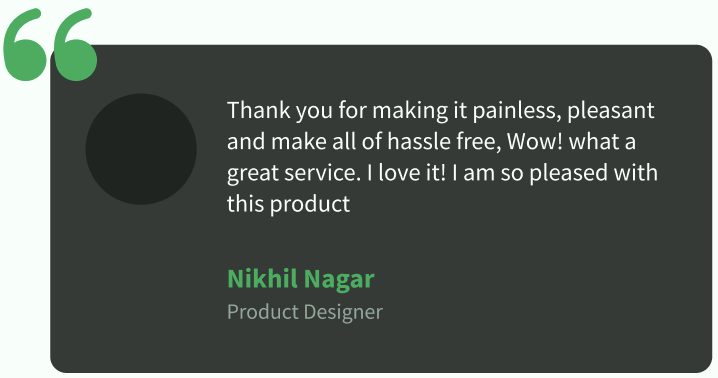 Thank you for making it painless, pleasant
and make all of hassle free, Wow! what a
great service. I love it! I am so pleased with
this product
Nikhil Nagar
Product Designer